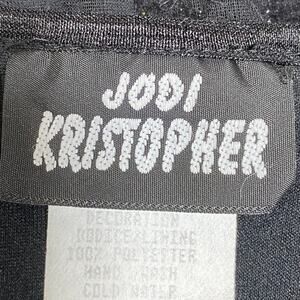 JODI
KRISTOPHER
DECORATION
BODICE/LINING
100% POLYESTER
HAND WASH
COLD WATER